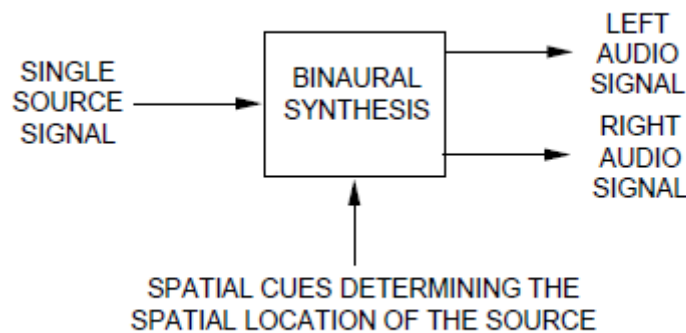 SINGLE
SOURCE
SIGNAL
BINAURAL
SYNTHESIS
LEFT
AUDIO
SIGNAL
RIGHT
AUDIO
SIGNAL
SPATIAL CUES DETERMINING THE
SPATIAL LOCATION OF THE SOURCE